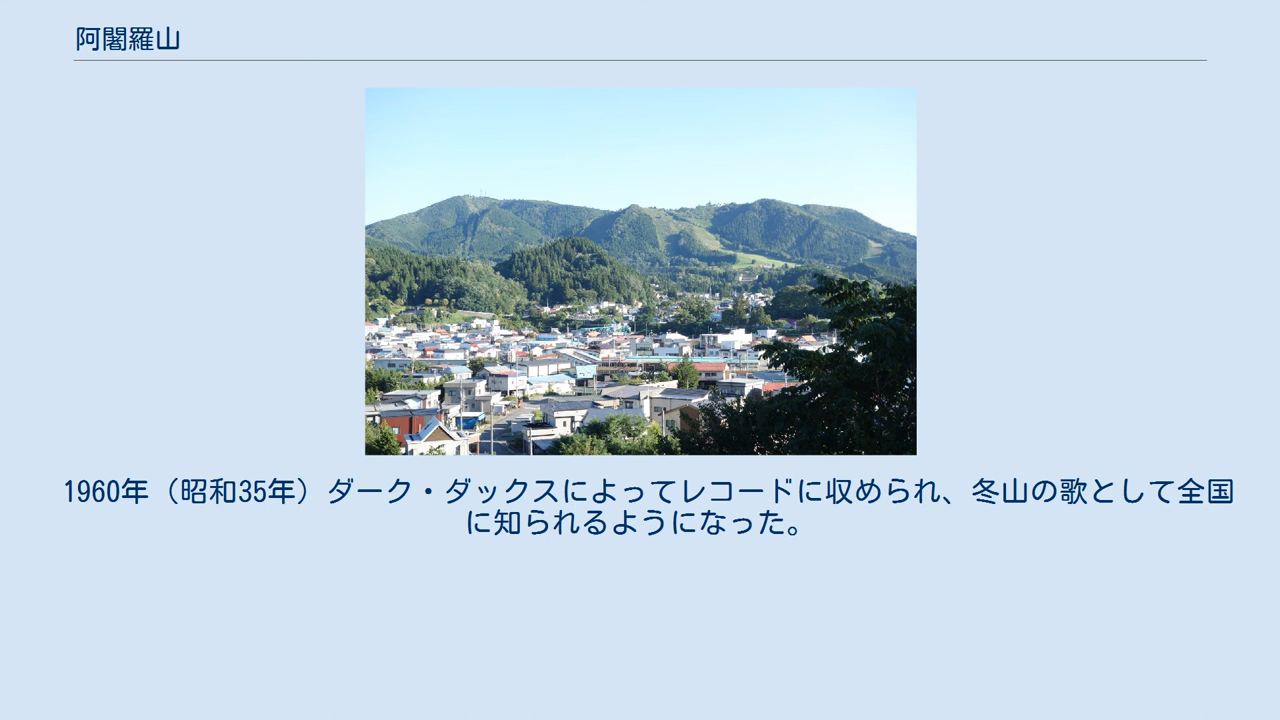 阿闍羅山
1960年（昭和35年）ダーク・ダックスによってレコードに収められ、冬山の歌として全国
に知られるようになった。